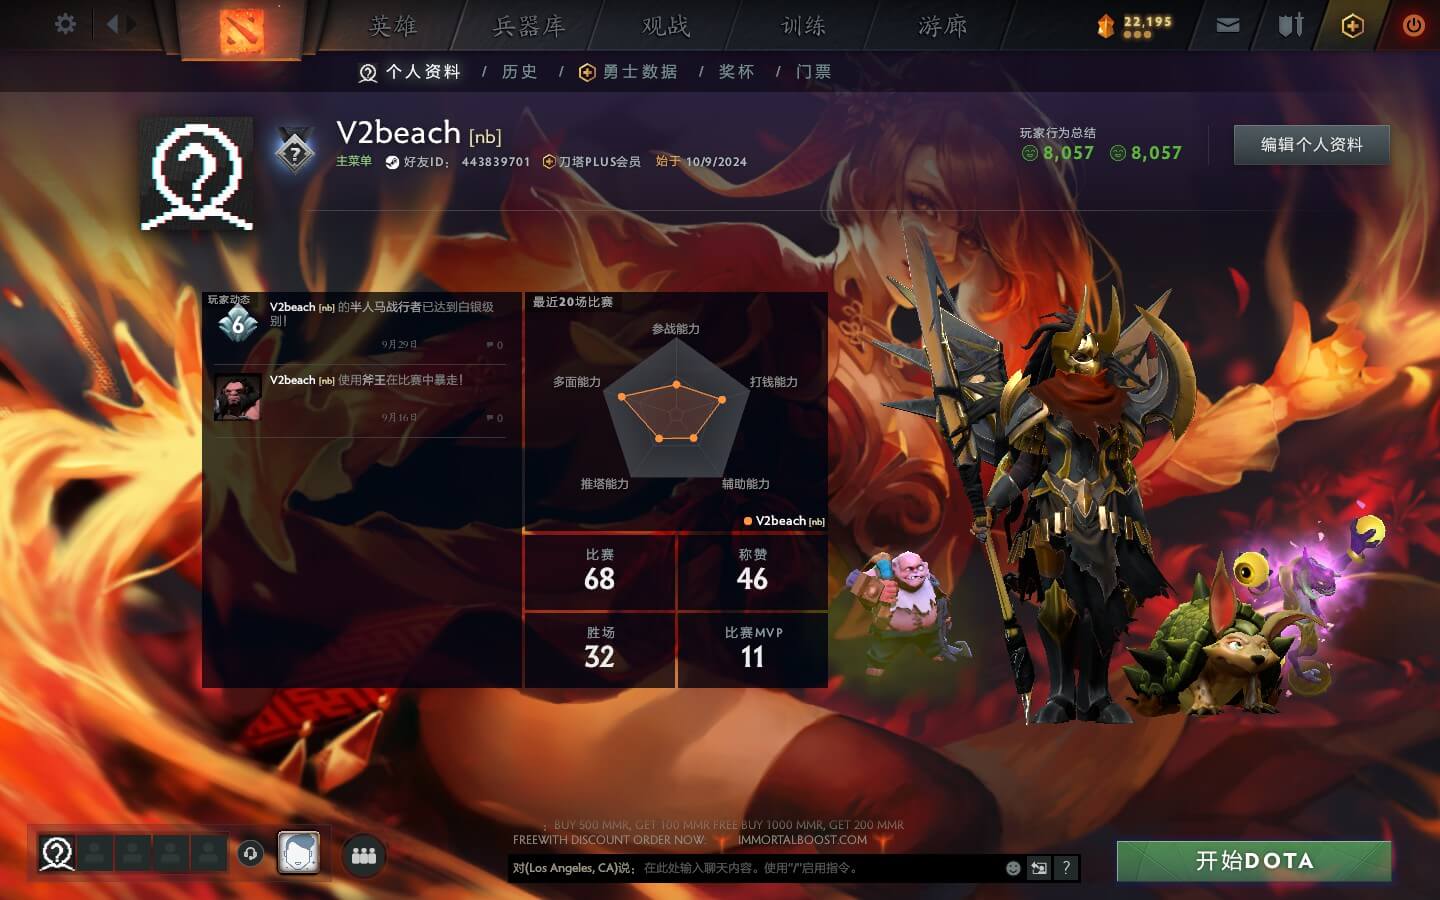 英雄
兵器库
观战
训练
游廊
22,195
个人资料 / 历史 / 勇士数据 / 奖杯 / 门票
V2beach [nb]
主菜单 好友ID： 443839701 刀塔PLUS会员 始于 10/9/2024
玩家行为总结
8,057 8,057
编辑个人资料
玩家动态
6
V2beach [nb] 的半人马战行者已达到白银级
别！
9月29日 0
V2beach [nb] 使用斧王在比赛中暴走！
9月16日 0
最近20场比赛
参战能力
多面能力
打钱能力
推塔能力
辅助能力
V2beach [nb]
比赛
68
称赞
46
胜场
32
比赛MVP
11
： BUY 500 MMR, GET 100 MMR FREE BUY 1000 MMR, GET 200 MMR
FREEWITH DISCOUNT ORDER NOW: IMMORTALBOOST.COM
对(Los Angeles, CA)说： 在此处输入聊天内容。使用"/"启用指令。
?
开始DOTA